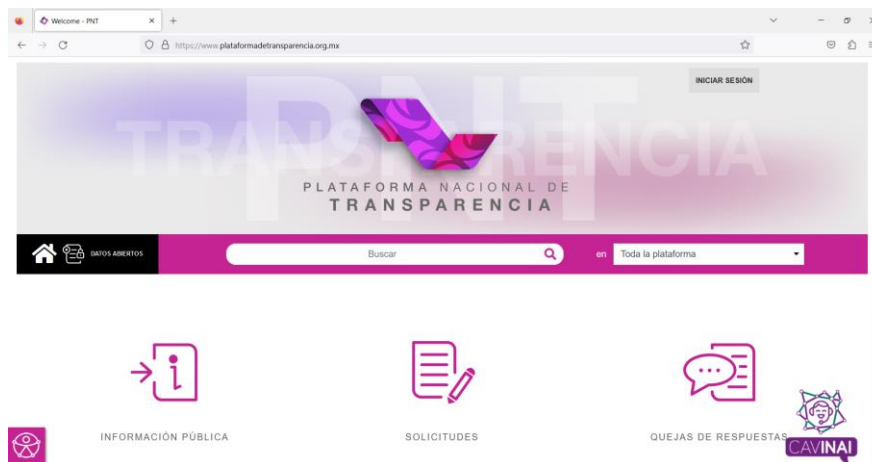 Welcome - PNT
https://www.plataformadetransparencia.org.mx
INICIAR SESIÓN
PNT
TRANSPARENCIA
PLATAFORMA NACIONAL DE
TRANSPARENCIA
DATOS ABIERTOS
Buscar
en
Toda la plataforma
INFORMACIÓN PÚBLICA
SOLICITUDES
QUEJAS DE RESPUESTAS
CAVINAI